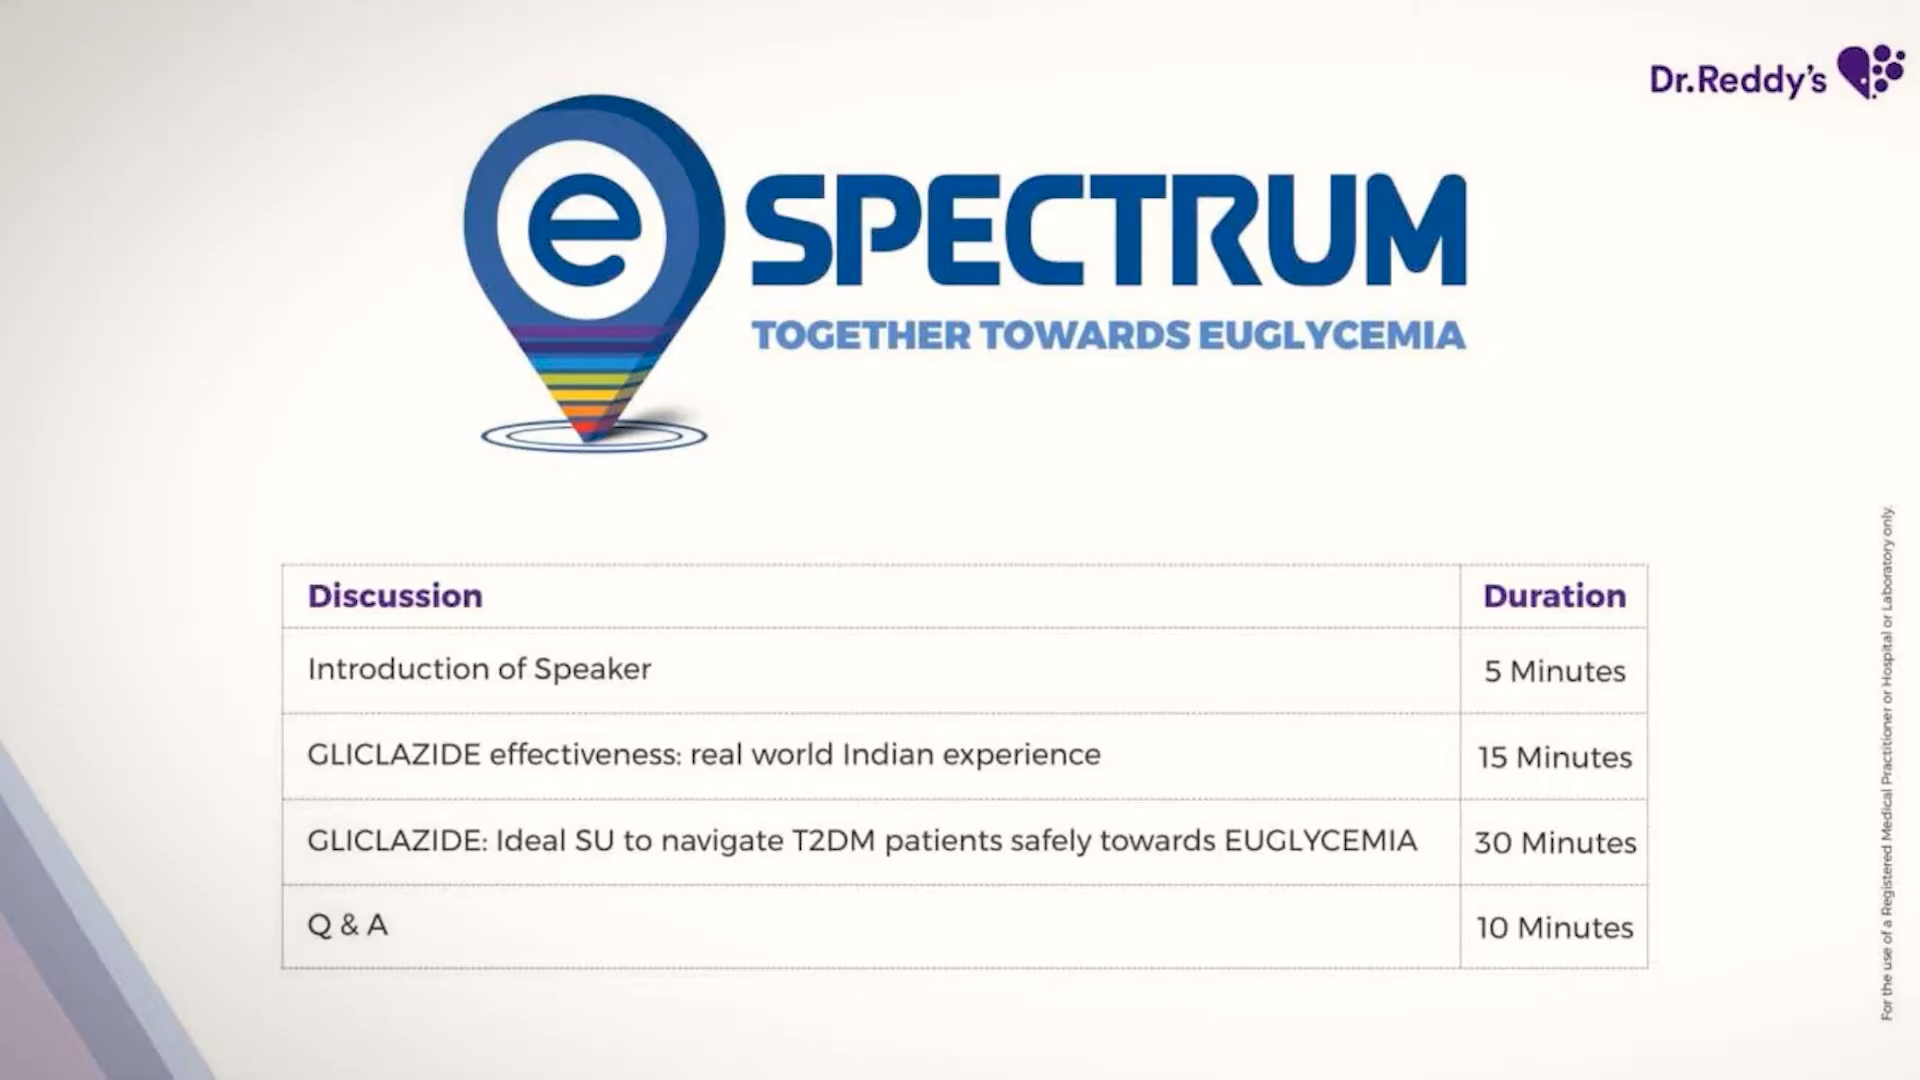 Dr.Reddy's
e SPECTRUM
TOGETHER TOWARDS EUGLYCEMIA
Discussion Duration
Introduction of Speaker 5 Minutes
GLICLAZIDE effectiveness: real world Indian experience 15 Minutes
GLICLAZIDE: Ideal SU to navigate T2DM patients safely towards EUGLYCEMIA 30 Minutes
Q & A 10 Minutes
For the use of a Registered Medical Practitioner or Hospital or Laboratory only.